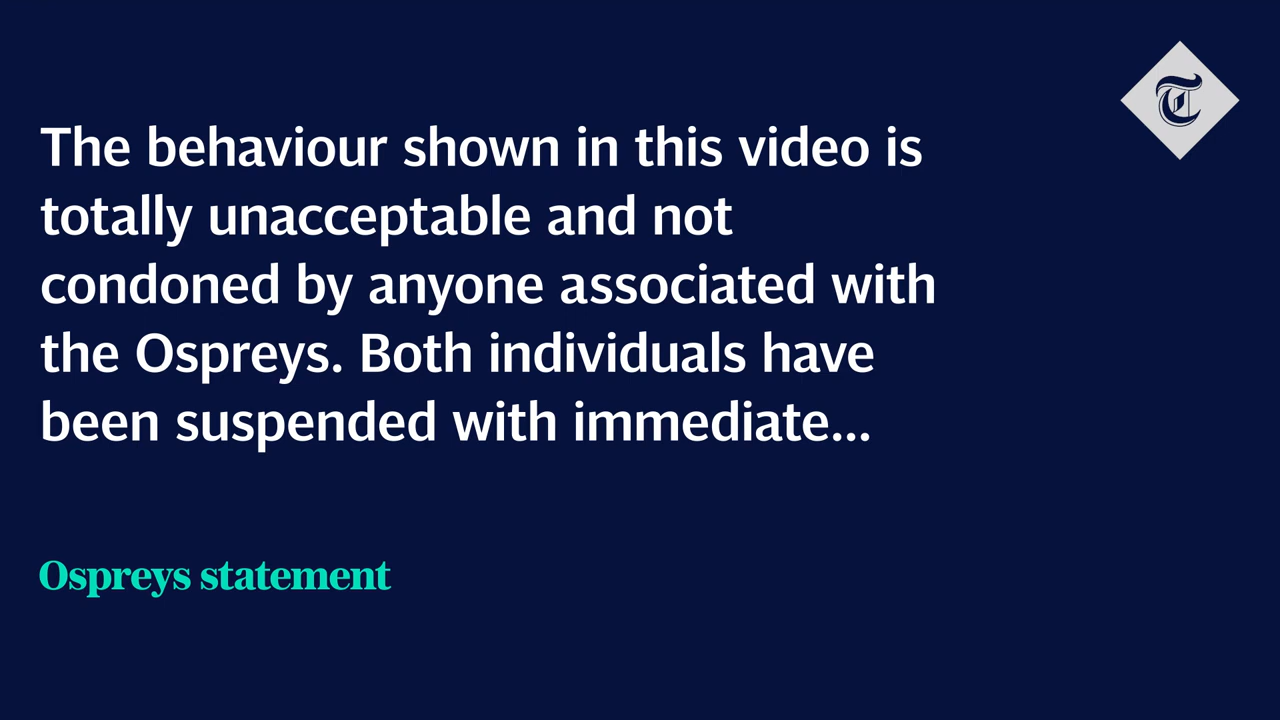 The behaviour shown in this video is
totally unacceptable and not
condoned by anyone associated with
the Ospreys. Both individuals have
been suspended with immediate...
Ospreys statement
T